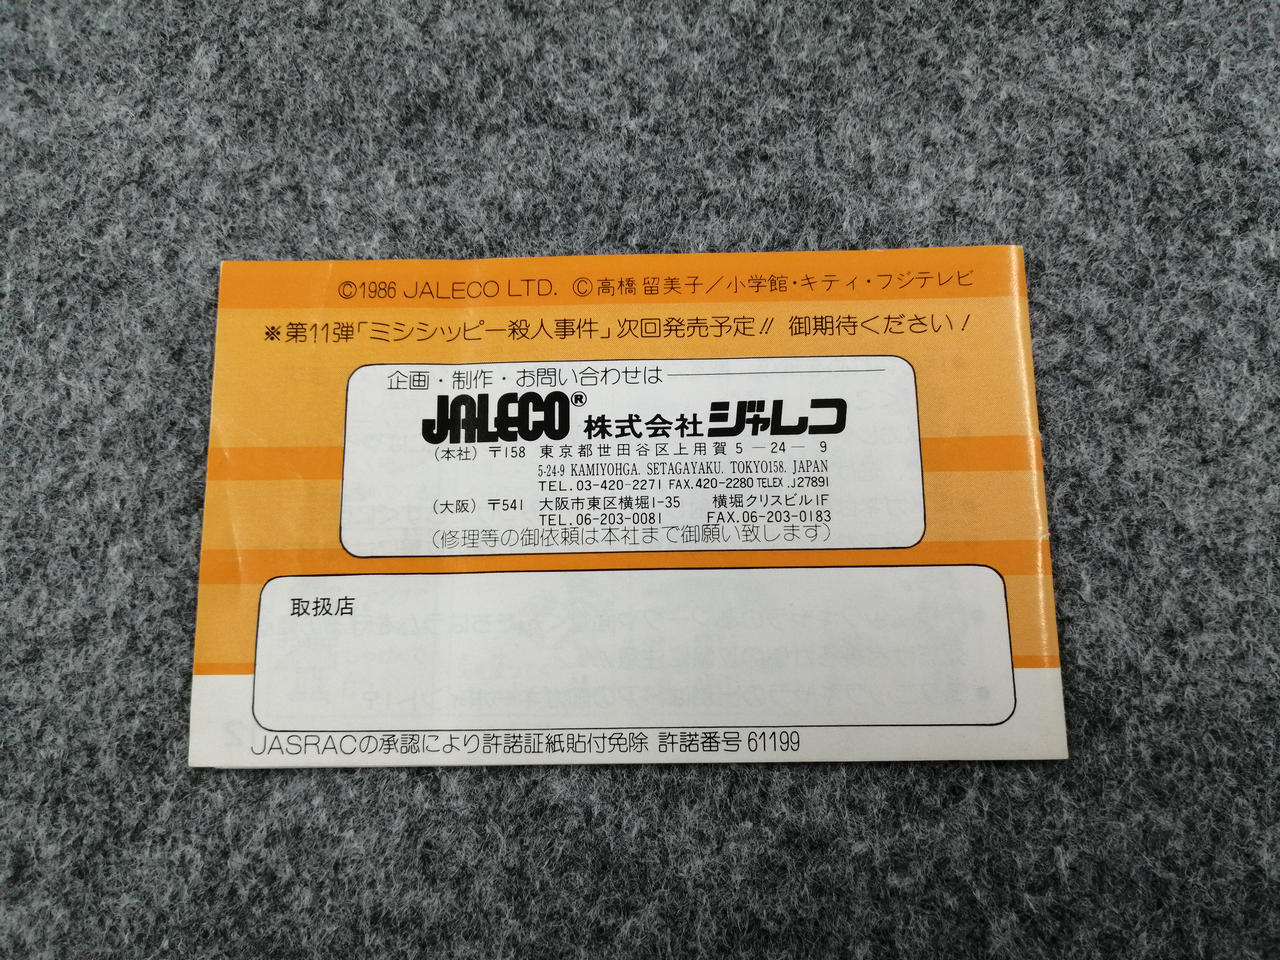 ©1986 JALECO LTD. ©高橋留美子／小学館・キティ・フジテレビ
※第11弾「ミシシッピー殺人事件」次回発売予定!! 御期待ください!
企画・制作・お問い合わせは
JALECO® 株式会社ジャレコ
(本社) 〒158 東京都世田谷区上用賀5-24-9
5-24-9 KAMIYOHGA. SETAGAYAKU. TOKYO158. JAPAN
TEL.03-420-2271 FAX.420-2280 TELEX.J27891
(大阪) 〒541 大阪市東区横堀1-35 横堀クリスビル1F
TEL.06-203-0081 FAX.06-203-0183
(修理等の御依頼は本社まで御願い致します)
取扱店
JASRACの承認により許諾証紙貼付免除 許諾番号61199